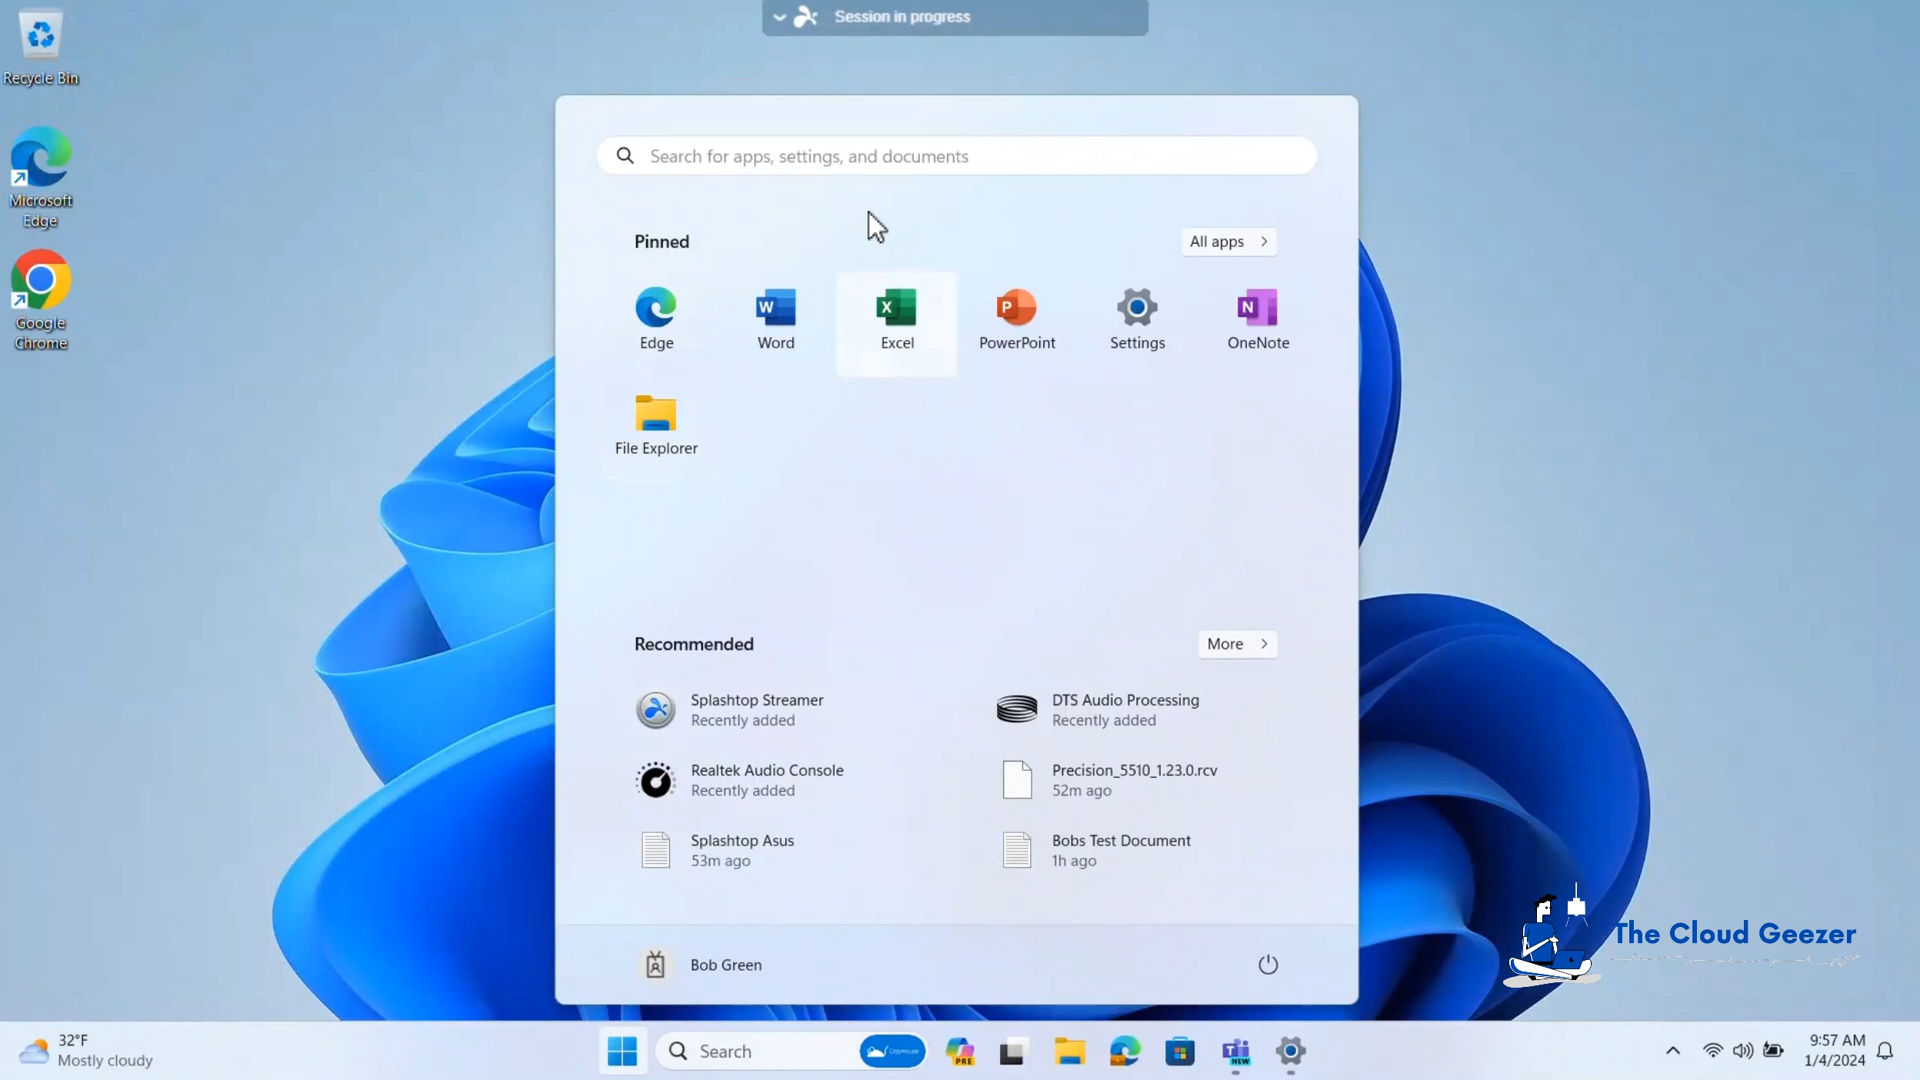 Session in progress
Recycle Bin
Microsoft
Edge
Google
Chrome
Search for apps, settings, and documents
Pinned
All apps
Edge
Word
Excel
PowerPoint
Settings
OneNote
File Explorer
Recommended
More
Splashtop Streamer
Recently added
DTS Audio Processing
Recently added
Realtek Audio Console
Recently added
Precision_5510_1.23.0.rcv
52m ago
Splashtop Asus
53m ago
Bobs Test Document
1h ago
Bob Green
The Cloud Geezer
32°F
Mostly cloudy
Search
PRE
NEW
9:57 AM
1/4/2024